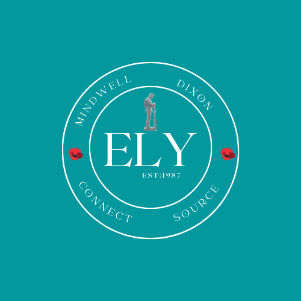 MINDWELL
DIXON
ELY
EST:1987
CONNECT
SOURCE